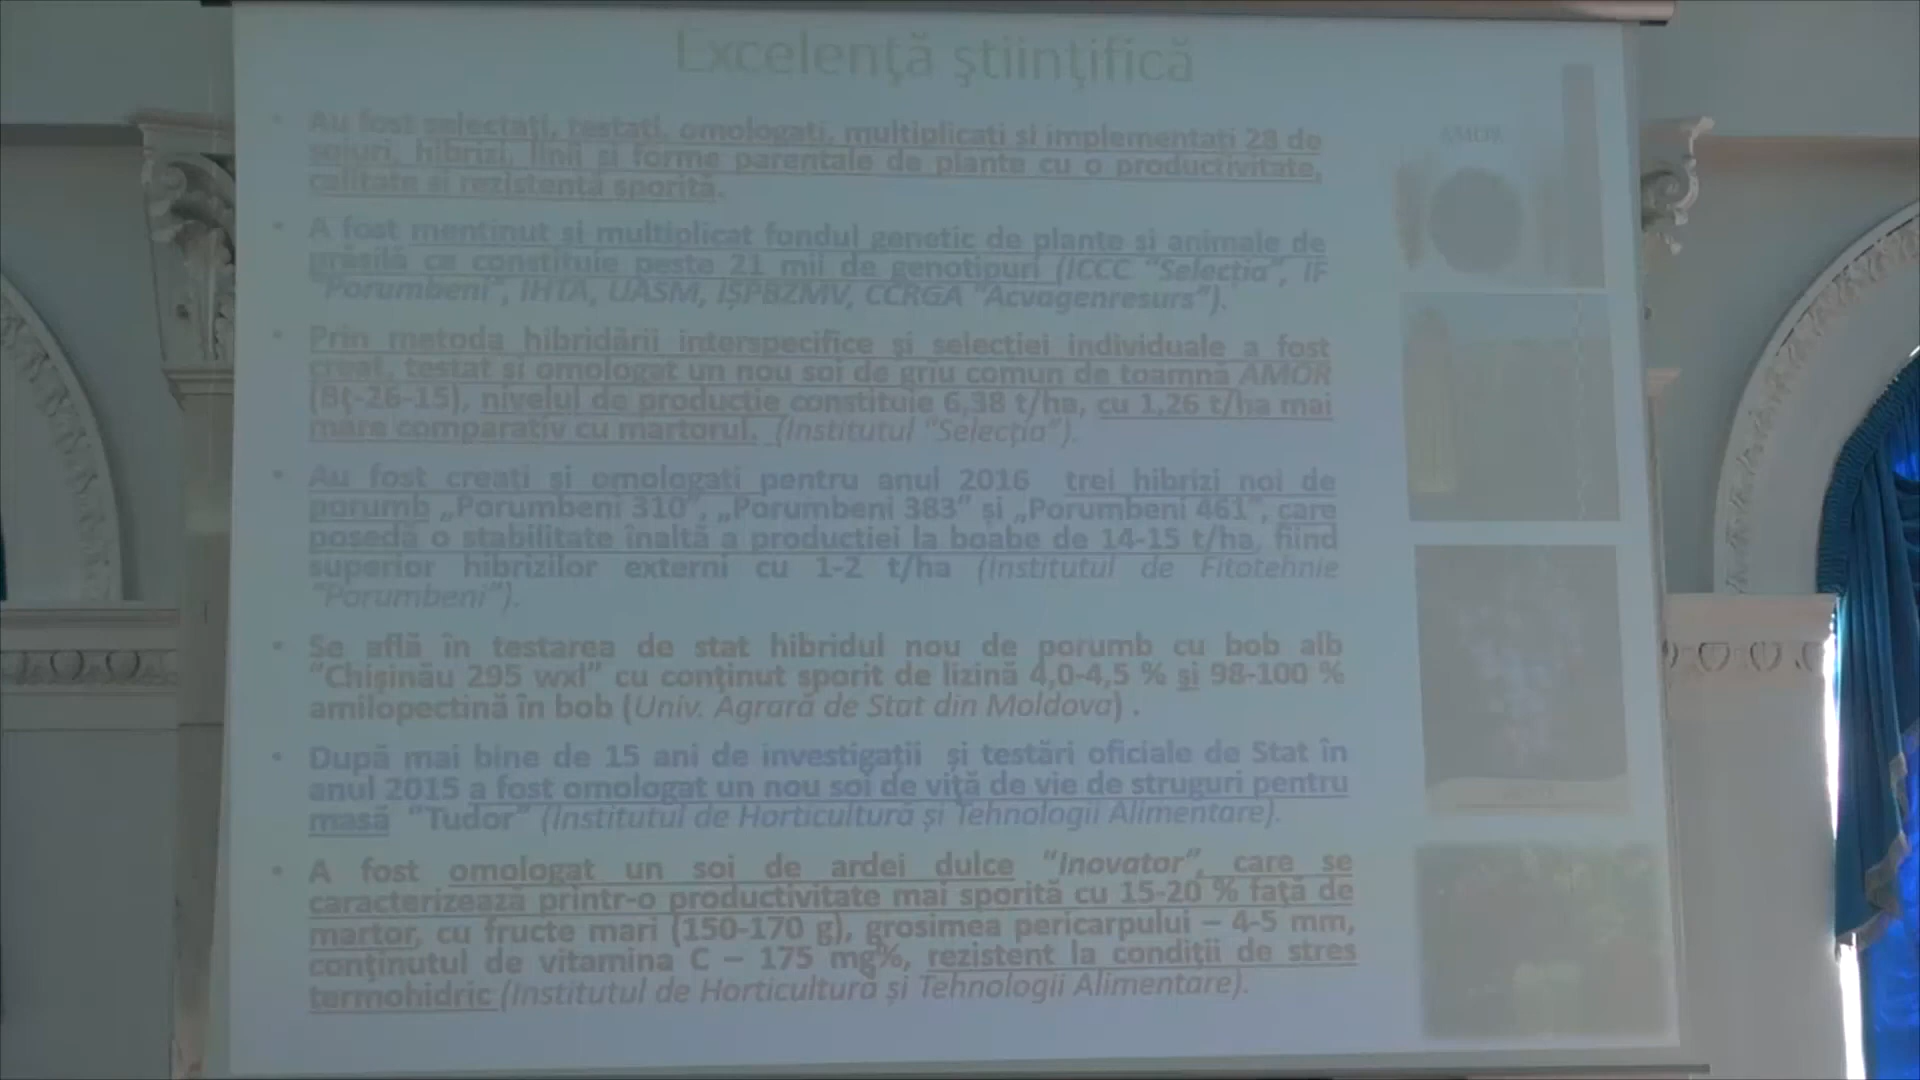 Excelenţă ştiinţifică
• Au fost selectaţi, testaţi, omologaţi, multiplicaţi şi implementaţi 28 de
soiuri, hibrizi, linii şi forme parentale de plante cu o productivitate,
calitate şi rezistenţă sporită.
• A fost menţinut şi multiplicat fondul genetic de plante şi animale de
prăsilă ce constituie peste 21 mii de genotipuri (ICCC "Selecţia", IF
"Porumbeni", IHTA, UASM, IŞPBZMV, CCRGA "Acvagenresurs").
• Prin metoda hibridării interspecifice şi selecţiei individuale a fost
creat, testat şi omologat un nou soi de grîu comun de toamnă AMOR
(Bţ-26-15), nivelul de producţie constituie 6,38 t/ha, cu 1,26 t/ha mai
mare comparativ cu martorul. (Institutul "Selecţia").
• Au fost creaţi şi omologaţi pentru anul 2016 trei hibrizi noi de
porumb „Porumbeni 310", „Porumbeni 383" şi „Porumbeni 461", care
posedă o stabilitate înaltă a producţiei la boabe de 14-15 t/ha, fiind
superior hibrizilor externi cu 1-2 t/ha (Institutul de Fitotehnie
"Porumbeni").
• Se află în testarea de stat hibridul nou de porumb cu bob alb
"Chişinău 295 wxl" cu conţinut sporit de lizină 4,0-4,5 % şi 98-100 %
amilopectină în bob (Univ. Agrară de Stat din Moldova) .
• După mai bine de 15 ani de investigaţii şi testări oficiale de Stat în
anul 2015 a fost omologat un nou soi de viţă de vie de struguri pentru
masă "Tudor" (Institutul de Horticultură şi Tehnologii Alimentare).
• A fost omologat un soi de ardei dulce "Inovator", care se
caracterizează printr-o productivitate mai sporită cu 15-20 % faţă de
martor, cu fructe mari (150-170 g), grosimea pericarpului – 4-5 mm,
conţinutul de vitamina C – 175 mg%, rezistent la condiţii de stres
termohidric (Institutul de Horticultură şi Tehnologii Alimentare).
AMOR